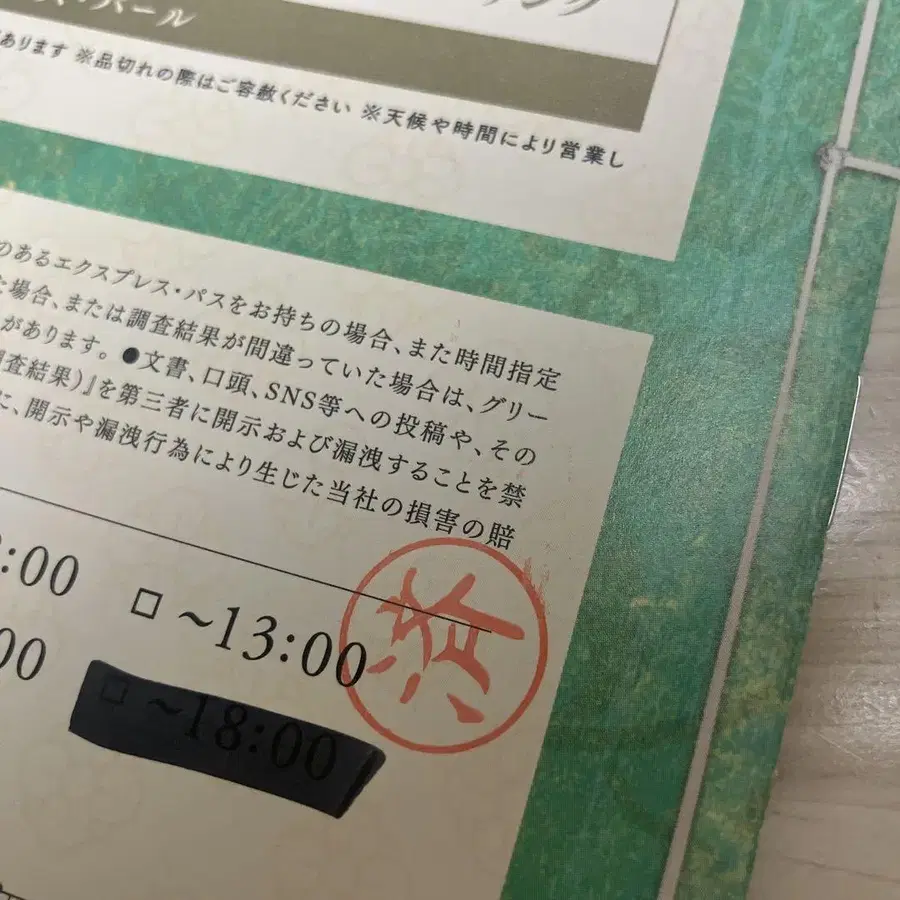 ス・バール
あります ※品切れの際はご容赦ください ※天候や時間により営業し
のあるエクスプレス・パスをお持ちの場合、また時間指定
場合、または調査結果が間違っていた場合は、グリー
があります。 ●文書、口頭、SNS等への投稿や、その
査結果)』を第三者に開示および漏洩することを禁
に、開示や漏洩行為により生じた当社の損害の賠
:00
□ ~13:00
済
00
□ ~18:00